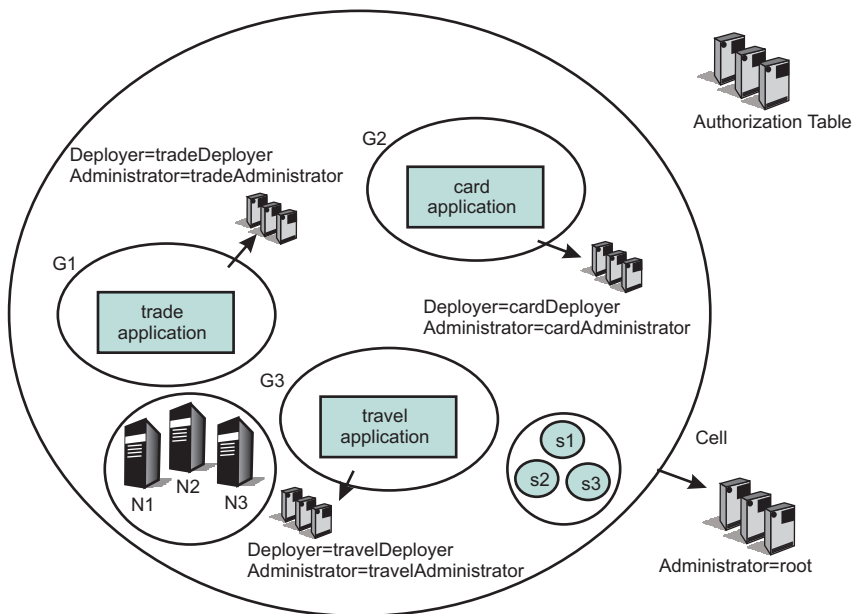 Authorization Table
Deployer=tradeDeployer
Administrator=tradeAdministrator
G2
card
application
G1
trade
application
Deployer=cardDeployer
Administrator=cardAdministrator
G3
travel
application
N1
N2
N3
s1
s2
s3
Cell
Deployer=travelDeployer
Administrator=travelAdministrator
Administrator=root